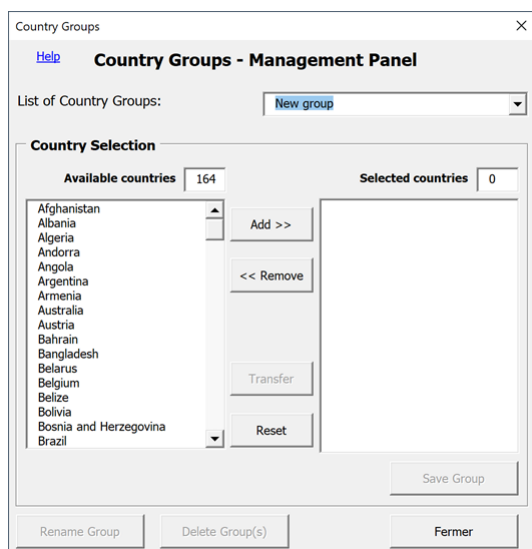 Country Groups
Help
Country Groups - Management Panel
List of Country Groups:
New group
Country Selection
Available countries 164
Selected countries 0
Afghanistan
Albania
Algeria
Andorra
Angola
Argentina
Armenia
Australia
Austria
Bahrain
Bangladesh
Belarus
Belgium
Belize
Bolivia
Bosnia and Herzegovina
Brazil
Add >>
<< Remove
Transfer
Reset
Save Group
Rename Group
Delete Group(s)
Fermer